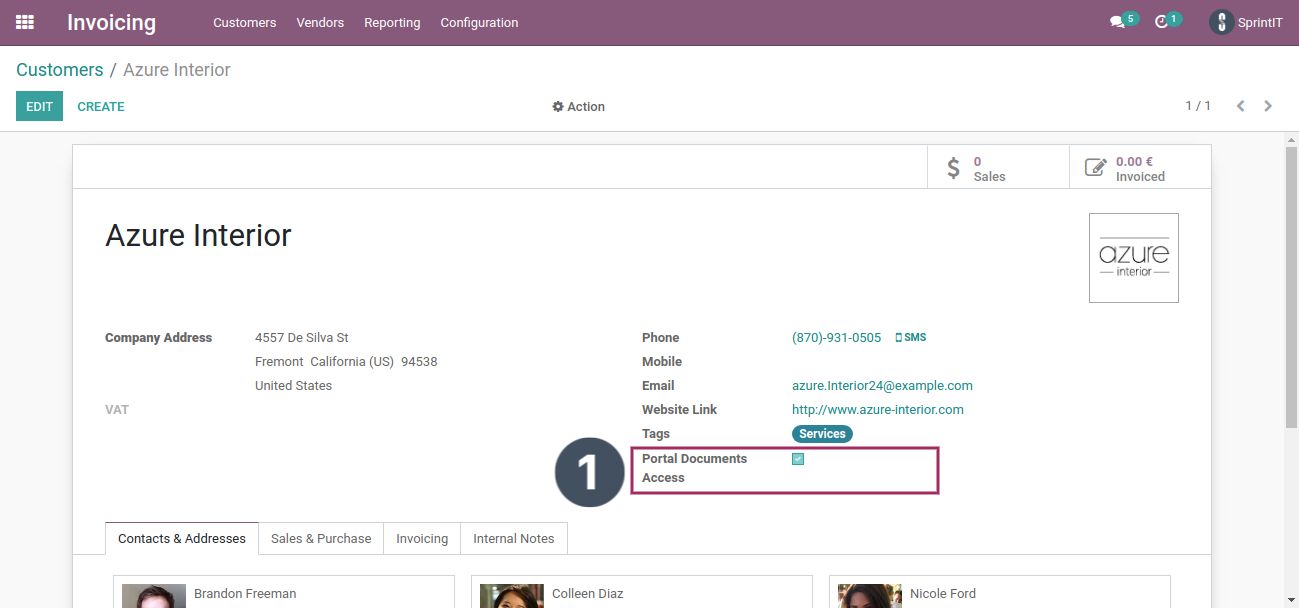 Invoicing Customers Vendors Reporting Configuration 5 1 SprintIT
Customers / Azure Interior
EDIT CREATE Action 1 / 1
0
Sales
0.00 €
Invoiced
Azure Interior
azure
interior
Company Address 4557 De Silva St
Fremont California (US) 94538
United States
VAT
Phone (870)-931-0505 SMS
Mobile
Email azure.Interior24@example.com
Website Link http://www.azure-interior.com
Tags Services
1
Portal Documents
Access
Contacts & Addresses Sales & Purchase Invoicing Internal Notes
Brandon Freeman Colleen Diaz Nicole Ford